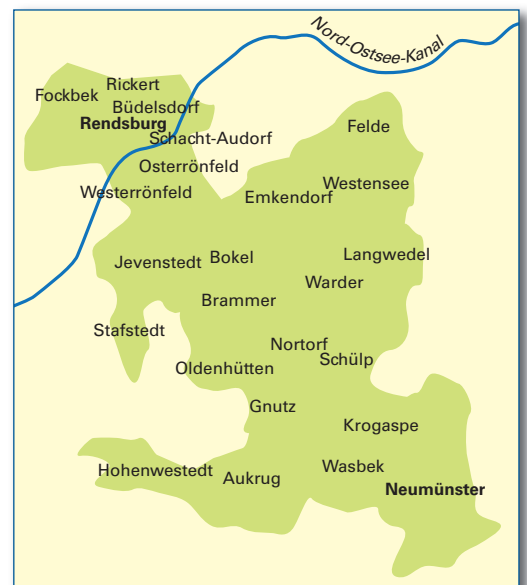 Nord-Ostsee-Kanal
Rickert
Fockbek
Büdelsdorf
Rendsburg
Schacht-Audorf
Felde
Osterrönfeld
Westensee
Westerrönfeld
Emkendorf
Langwedel
Bokel
Jevenstedt
Warder
Brammer
Stafstedt
Nortorf
Schülp
Oldenhütten
Gnutz
Krogaspe
Wasbek
Hohenwestedt
Aukrug
Neumünster